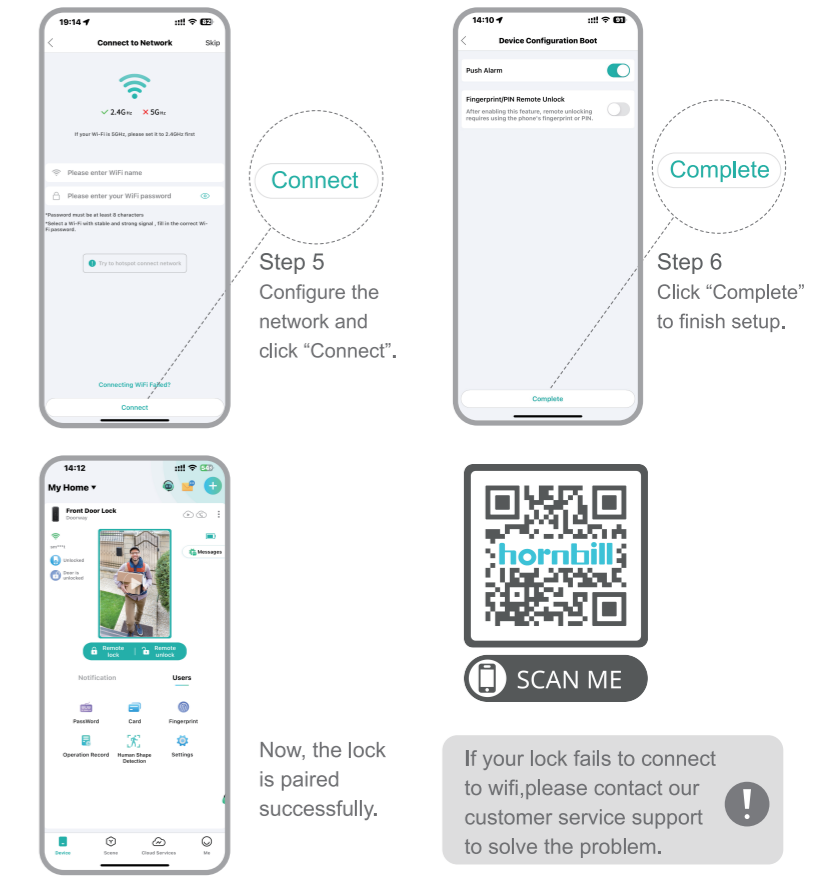 19:14
82
Connect to Network
Skip
2.4GHz
5GHz
If your Wi-Fi is 5GHz, please set it to 2.4GHz first
Please enter WiFi name
Please enter your WiFi password
*Password must be at least 8 characters
*Select a Wi-Fi with stable and strong signal , fill in the correct Wi-
Fi password.
Try to hotspot connect network
Connecting WiFi Failed?
Connect
Connect
Step 5
Configure the
network and
click “Connect”.
14:10
91
Device Configuration Boot
Push Alarm
Fingerprint/PIN Remote Unlock
After enabling this feature, remote unlocking
requires using the phone's fingerprint or PIN.
Complete
Complete
Step 6
Click “Complete”
to finish setup.
14:12
54
My Home
Front Door Lock
Doorway
Messages
Unlocked
Door is
unlocked
Remote
lock
Remote
unlock
Notification
Users
PassWord
Card
Fingerprint
Operation Record
Human Shape
Detection
Settings
Device
Scene
Cloud Services
Me
Now, the lock
is paired
successfully.
hornbill
SCAN ME
If your lock fails to connect
to wifi,please contact our
customer service support
to solve the problem.